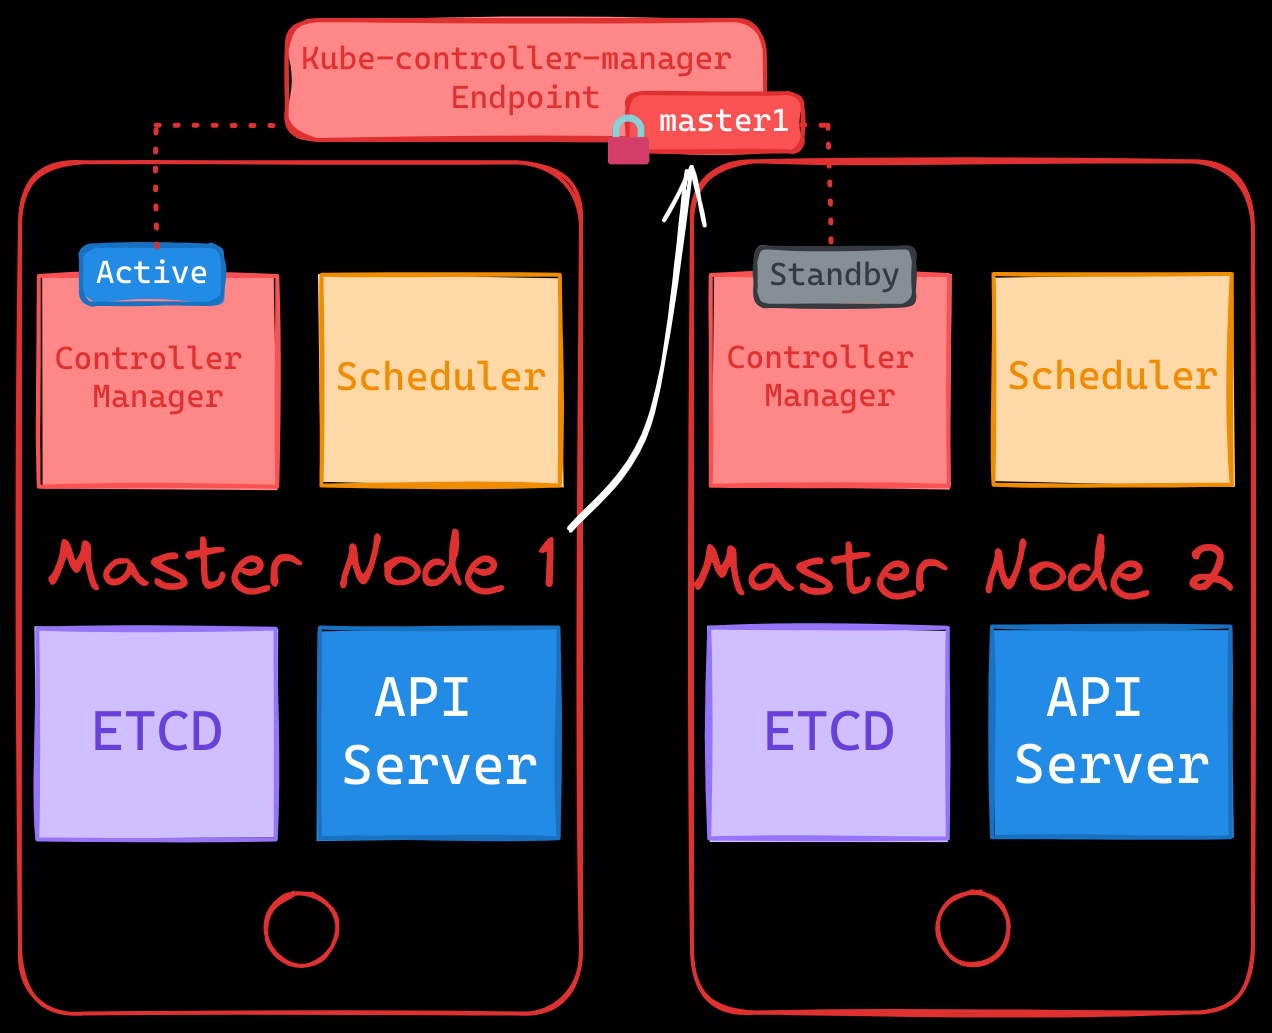 Kube-controller-manager
Endpoint
master1
Active
Controller
Manager
Scheduler
Master Node 1
ETCD
API
Server
Standby
Controller
Manager
Scheduler
Master Node 2
ETCD
API
Server